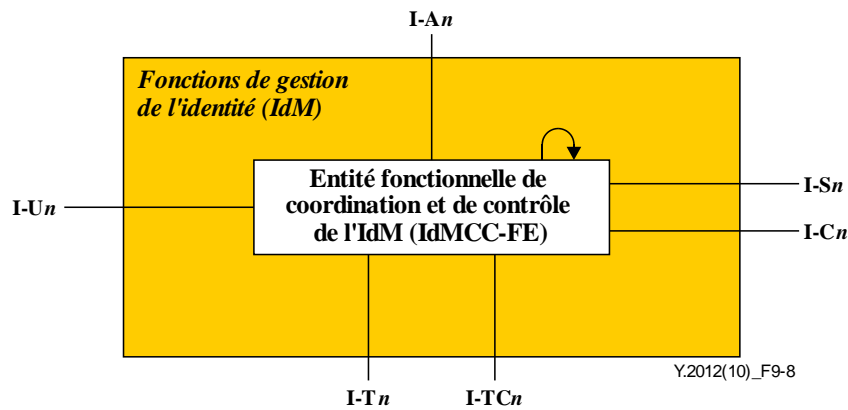 I-An
Fonctions de gestion
de l'identité (IdM)
Entité fonctionnelle de
coordination et de contrôle
de l'IdM (IdMCC-FE)
I-Un
I-Sn
I-Cn
Y.2012(10)_F9-8
I-Tn
I-TCn